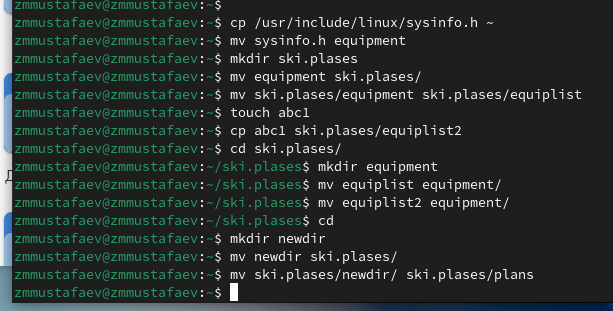 zmmustafaev@zmmustafaev:~$
zmmustafaev@zmmustafaev:~$ cp /usr/include/linux/sysinfo.h ~
zmmustafaev@zmmustafaev:~$ mv sysinfo.h equipment
zmmustafaev@zmmustafaev:~$ mkdir ski.plases
zmmustafaev@zmmustafaev:~$ mv equipment ski.plases/
zmmustafaev@zmmustafaev:~$ mv ski.plases/equipment ski.plases/equiplist
zmmustafaev@zmmustafaev:~$ touch abc1
zmmustafaev@zmmustafaev:~$ cp abc1 ski.plases/equiplist2
zmmustafaev@zmmustafaev:~$ cd ski.plases/
zmmustafaev@zmmustafaev:~/ski.plases$ mkdir equipment
zmmustafaev@zmmustafaev:~/ski.plases$ mv equiplist equipment/
zmmustafaev@zmmustafaev:~/ski.plases$ mv equiplist2 equipment/
zmmustafaev@zmmustafaev:~/ski.plases$ cd
zmmustafaev@zmmustafaev:~$ mkdir newdir
zmmustafaev@zmmustafaev:~$ mv newdir ski.plases/
zmmustafaev@zmmustafaev:~$ mv ski.plases/newdir/ ski.plases/plans
zmmustafaev@zmmustafaev:~$